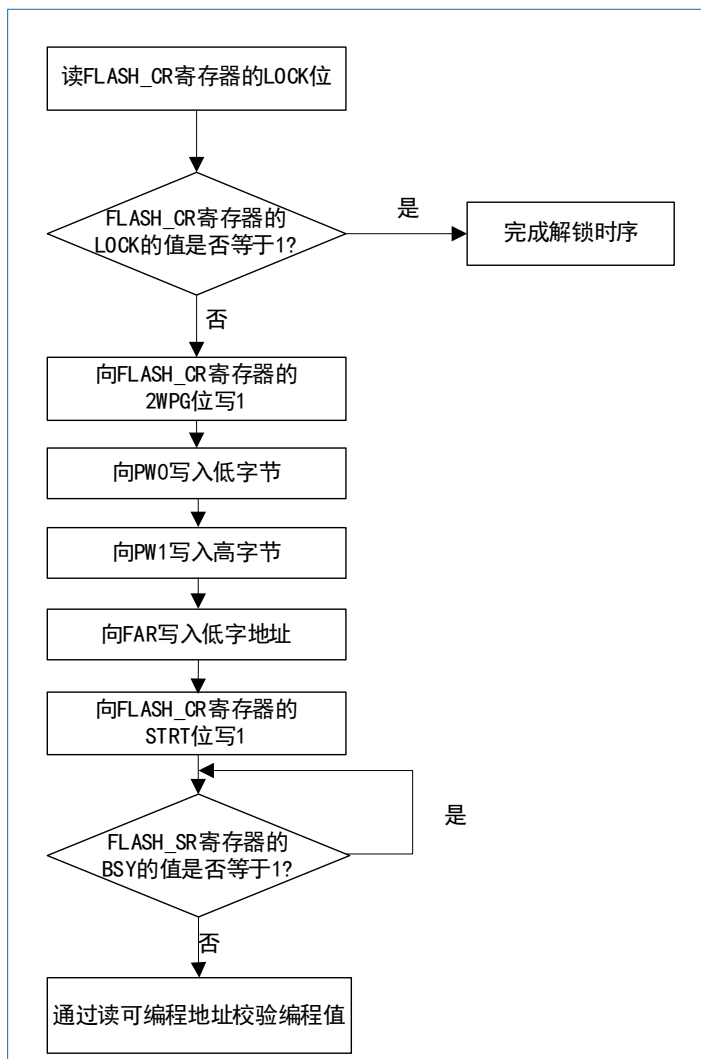 读FLASH_CR寄存器的LOCK位
FLASH_CR寄存器的
LOCK的值是否等于1?
是
完成解锁时序
否
向FLASH_CR寄存器的
2WPG位写1
向PW0写入低字节
向PW1写入高字节
向FAR写入低字地址
向FLASH_CR寄存器的
STRT位写1
FLASH_SR寄存器的
BSY的值是否等于1?
是
否
通过读可编程地址校验编程值